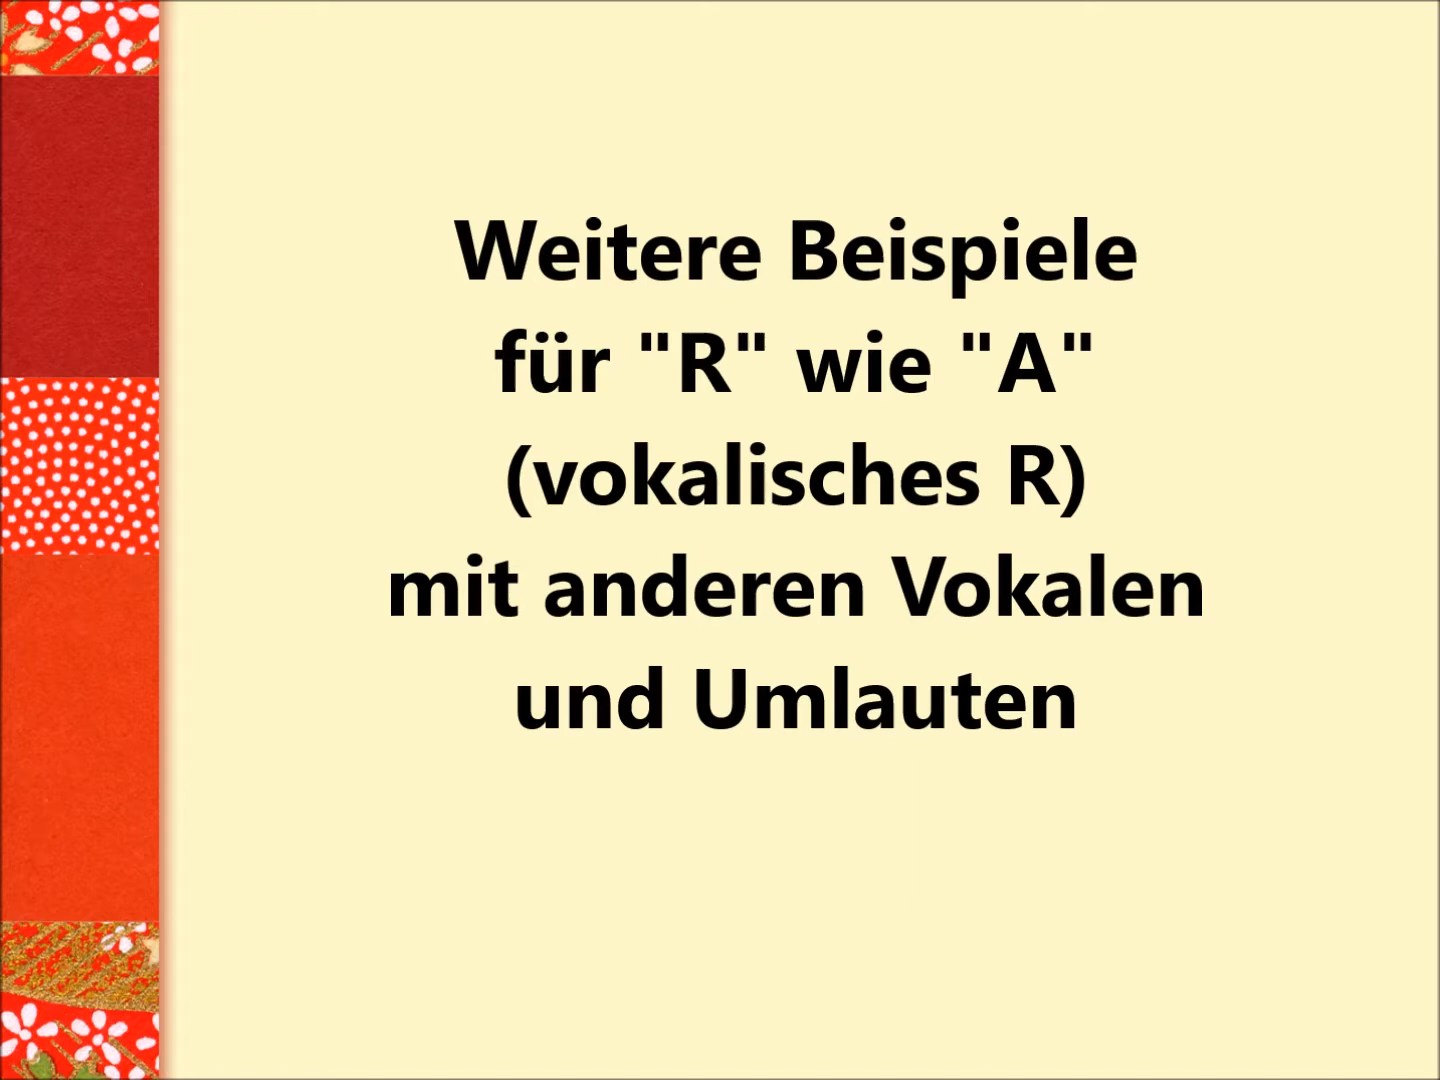 Weitere Beispiele
für "R" wie "A"
(vokalisches R)
mit anderen Vokalen
und Umlauten